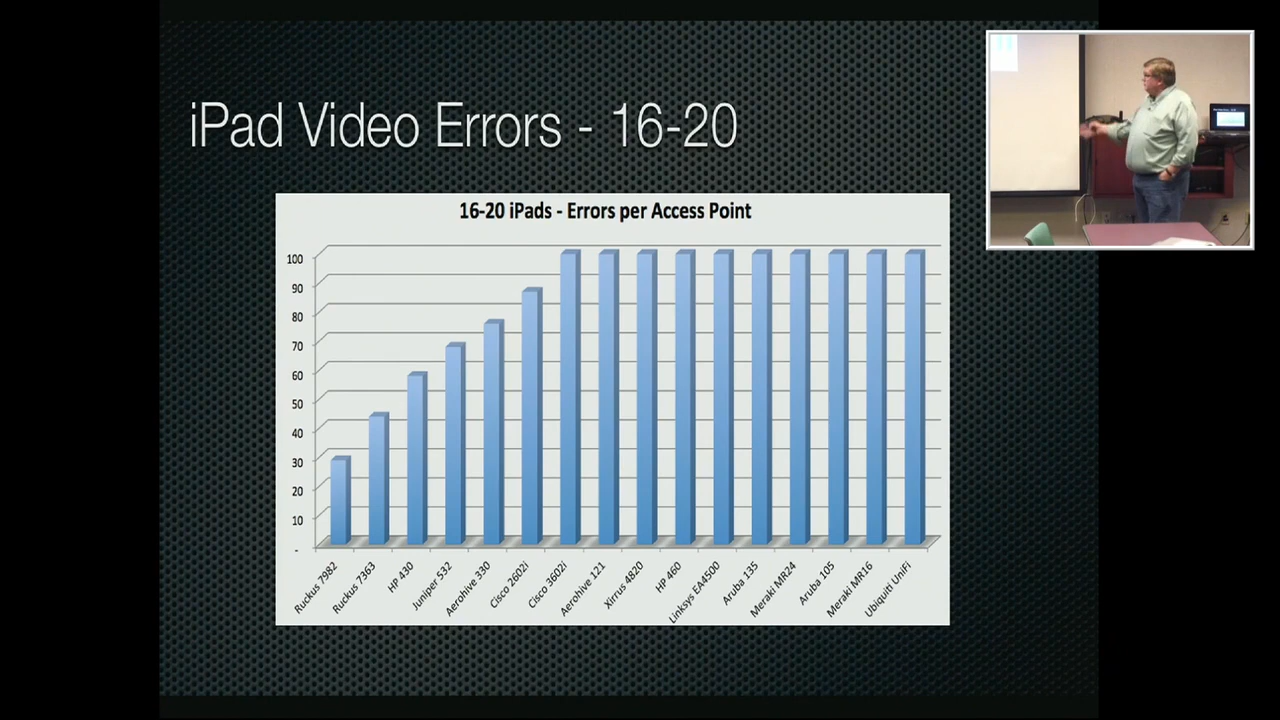 iPad Video Errors - 16-20
16-20 iPads - Errors per Access Point
100
90
80
70
60
50
40
30
20
10
-
Ruckus 7982
Ruckus 7363
HP 430
Juniper 532
Aerohive 330
Cisco 2602i
Cisco 3602i
Aerohive 121
Xirrus 4820
HP 460
Linksys EA4500
Aruba 135
Meraki MR24
Aruba 105
Meraki MR16
Ubiquiti UniFi